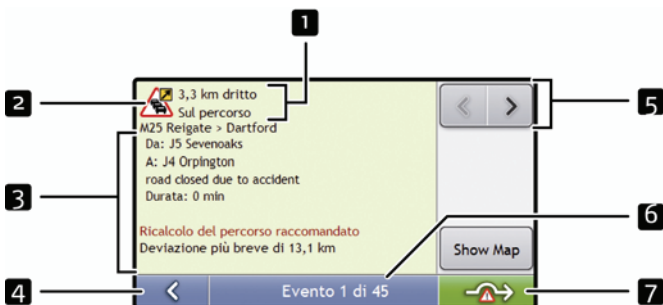 1
2
3,3 km dritto
Sul percorso
5
M25 Reigate > Dartford
Da: J5 Sevenoaks
A: J4 Orpington
3
road closed due to accident
Durata: 0 min
6
Ricalcolo del percorso raccomandato
Deviazione più breve di 13,1 km
Show Map
4
Evento 1 di 45
7